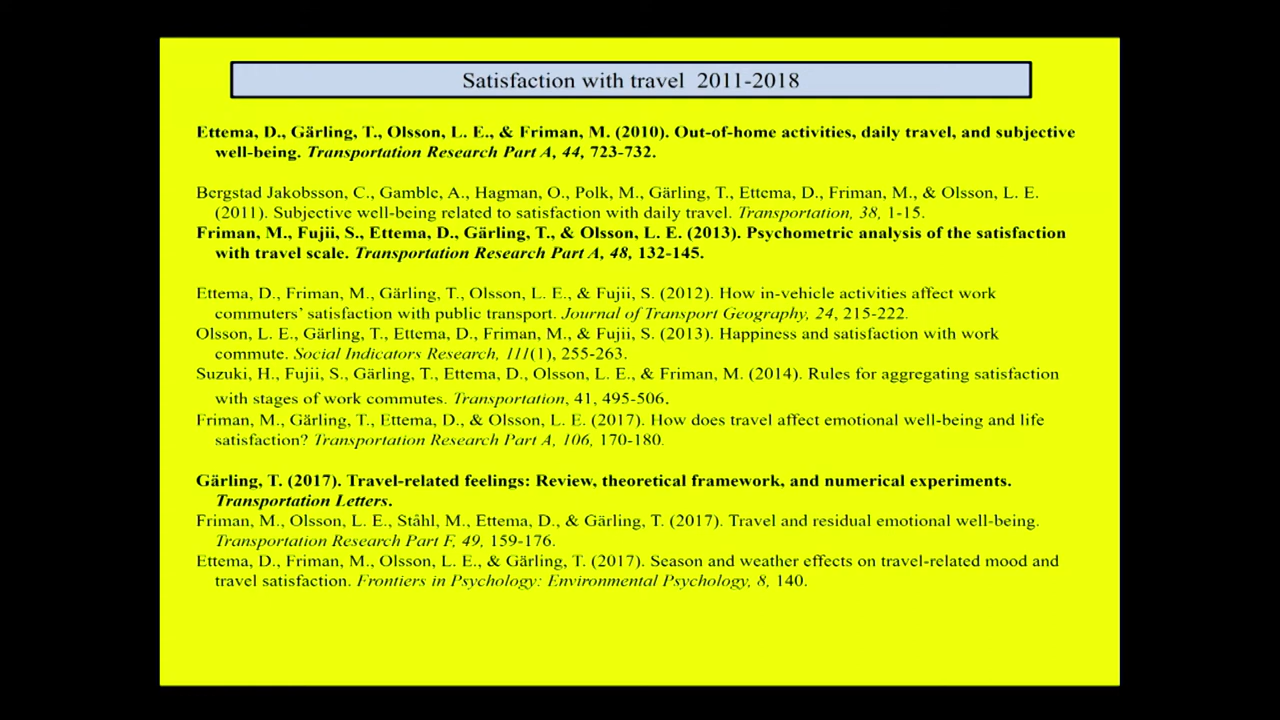 Satisfaction with travel 2011-2018
Ettema, D., Gärling, T., Olsson, L. E., & Friman, M. (2010). Out-of-home activities, daily travel, and subjective
well-being. Transportation Research Part A, 44, 723-732.
Bergstad Jakobsson, C., Gamble, A., Hagman, O., Polk, M., Gärling, T., Ettema, D., Friman, M., & Olsson, L. E.
(2011). Subjective well-being related to satisfaction with daily travel. Transportation, 38, 1-15.
Friman, M., Fujii, S., Ettema, D., Gärling, T., & Olsson, L. E. (2013). Psychometric analysis of the satisfaction
with travel scale. Transportation Research Part A, 48, 132-145.
Ettema, D., Friman, M., Gärling, T., Olsson, L. E., & Fujii, S. (2012). How in-vehicle activities affect work
commuters’ satisfaction with public transport. Journal of Transport Geography, 24, 215-222.
Olsson, L. E., Gärling, T., Ettema, D., Friman, M., & Fujii, S. (2013). Happiness and satisfaction with work
commute. Social Indicators Research, 111(1), 255-263.
Suzuki, H., Fujii, S., Gärling, T., Ettema, D., Olsson, L. E., & Friman, M. (2014). Rules for aggregating satisfaction
with stages of work commutes. Transportation, 41, 495-506.
Friman, M., Gärling, T., Ettema, D., & Olsson, L. E. (2017). How does travel affect emotional well-being and life
satisfaction? Transportation Research Part A, 106, 170-180.
Gärling, T. (2017). Travel-related feelings: Review, theoretical framework, and numerical experiments.
Transportation Letters.
Friman, M., Olsson, L. E., Ståhl, M., Ettema, D., & Gärling, T. (2017). Travel and residual emotional well-being.
Transportation Research Part F, 49, 159-176.
Ettema, D., Friman, M., Olsson, L. E., & Gärling, T. (2017). Season and weather effects on travel-related mood and
travel satisfaction. Frontiers in Psychology: Environmental Psychology, 8, 140.